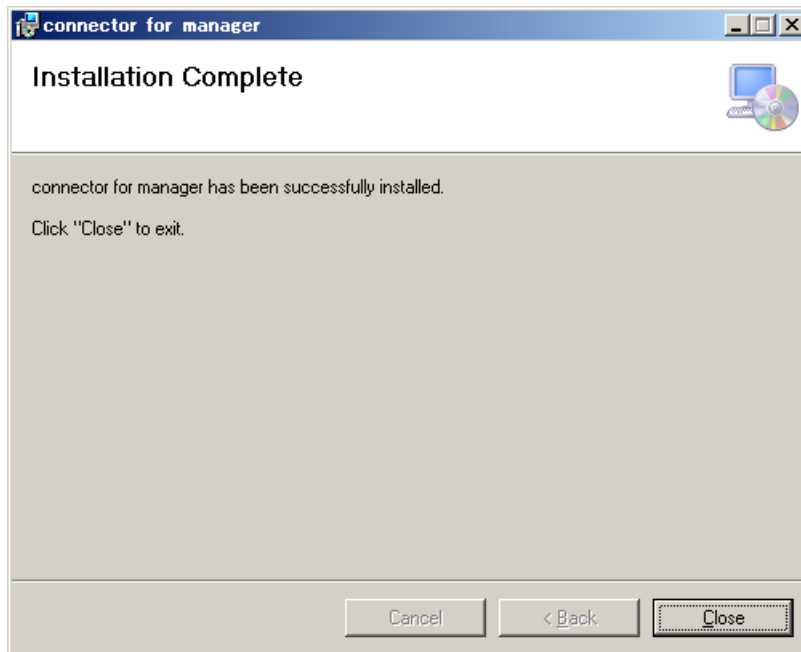 connector for manager
Installation Complete
connector for manager has been successfully installed.
Click "Close" to exit.
Cancel
< Back
Close